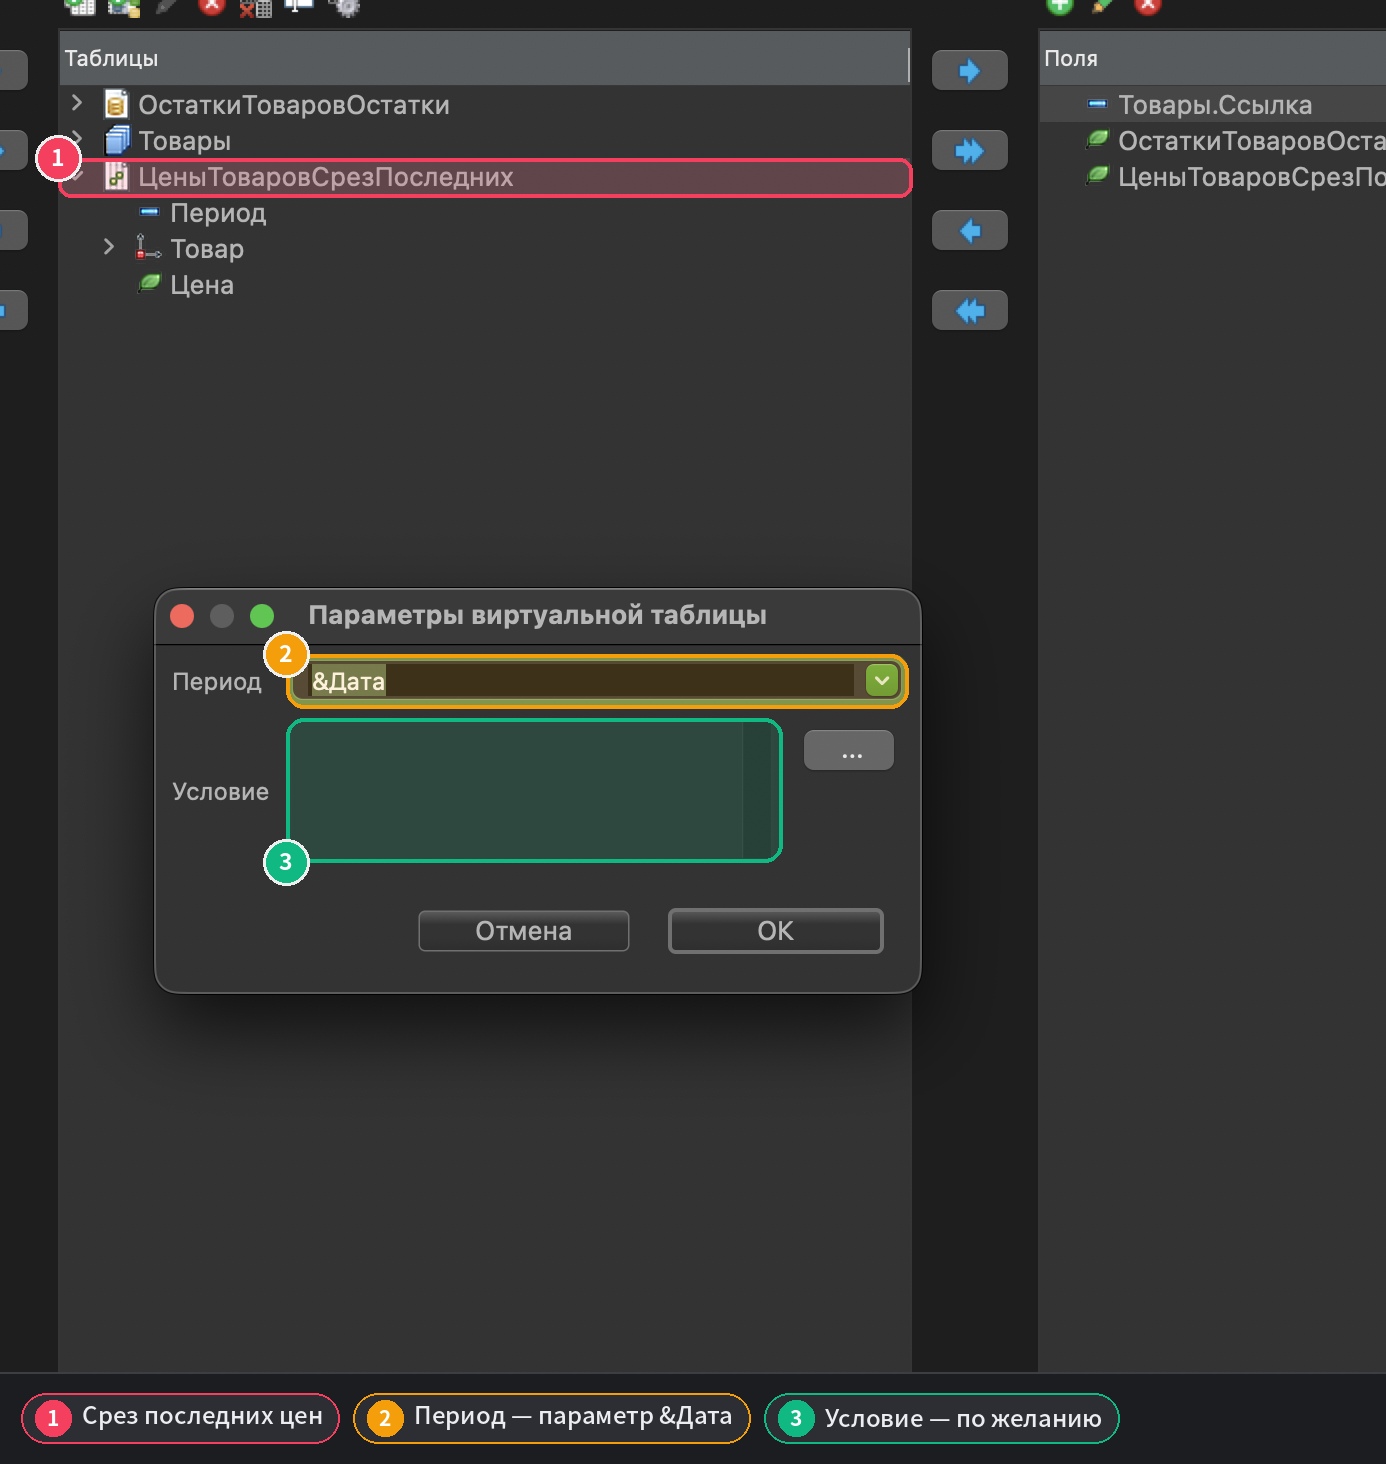 Таблицы
ОстаткиТоваровОстатки
Товары
1
ЦеныТоваровСрезПоследних
Период
Товар
Цена
Поля
Товары.Ссылка
ОстаткиТоваровОста
ЦеныТоваровСрезПо
Параметры виртуальной таблицы
2
Период
&Дата
Условие
...
3
Отмена
OK
1 Срез последних цен
2 Период — параметр &Дата
3 Условие — по желанию